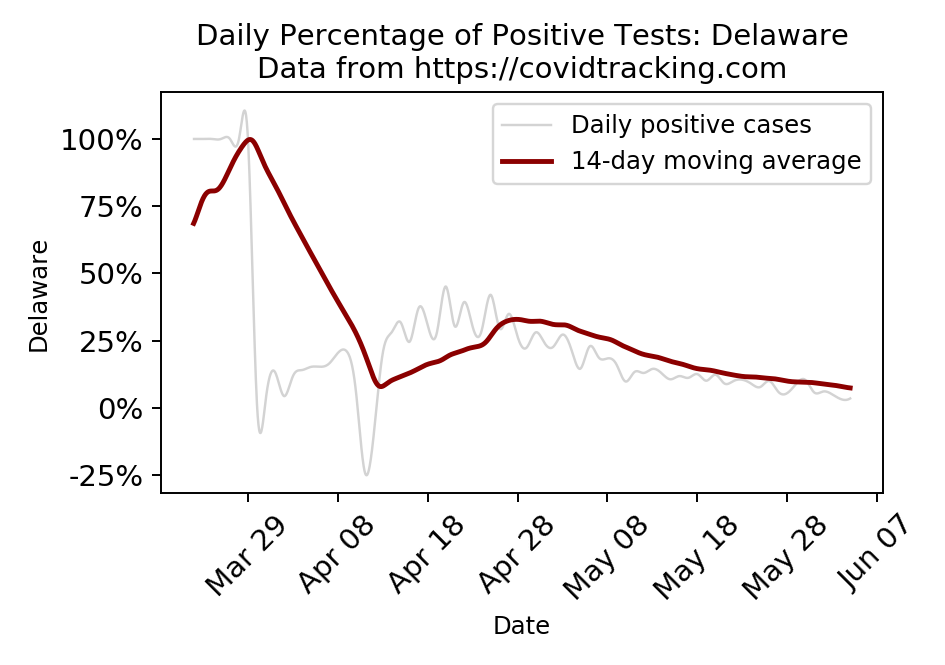 Daily Percentage of Positive Tests: Delaware
Data from https://covidtracking.com
Daily positive cases
14-day moving average
100%
75%
50%
25%
0%
-25%
Delaware
Mar 29
Apr 08
Apr 18
Apr 28
May 08
May 18
May 28
Jun 07
Date